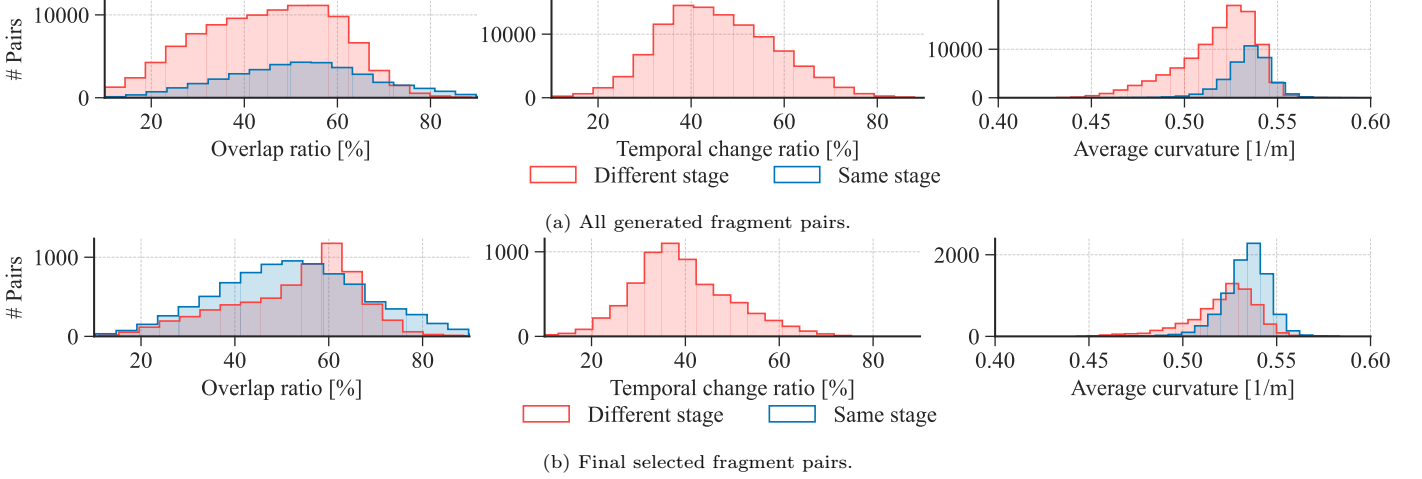 # Pairs
10000
0
20 40 60 80
Overlap ratio [%]
10000
0
20 40 60 80
Temporal change ratio [%]
10000
0
0.40 0.45 0.50 0.55 0.60
Average curvature [1/m]
Different stage Same stage
(a) All generated fragment pairs.
# Pairs
1000
0
20 40 60 80
Overlap ratio [%]
1000
0
20 40 60 80
Temporal change ratio [%]
2000
0
0.40 0.45 0.50 0.55 0.60
Average curvature [1/m]
Different stage Same stage
(b) Final selected fragment pairs.